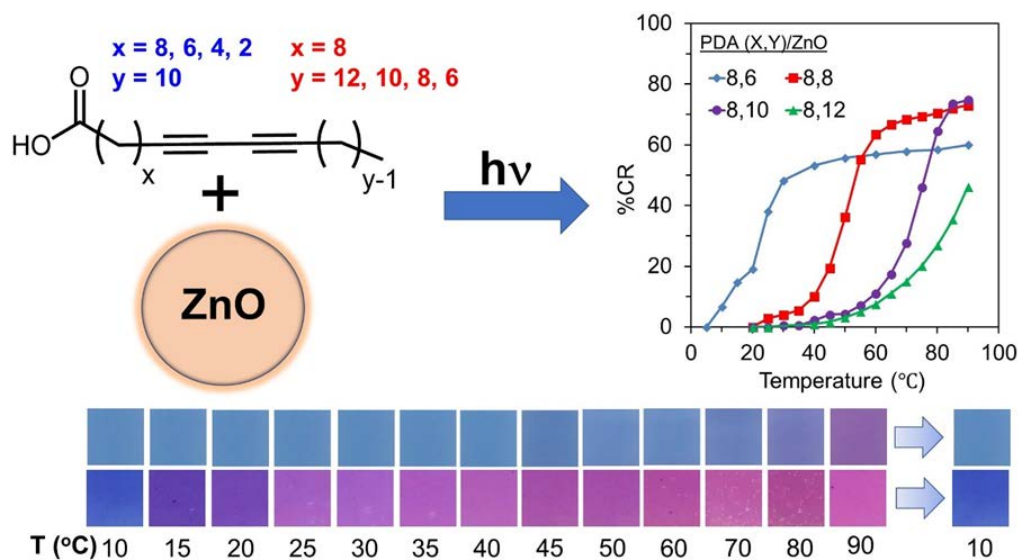 x = 8, 6, 4, 2
y = 10
x = 8
y = 12, 10, 8, 6
O
HO
x
y-1
+
ZnO
hν
%CR
100
80
60
40
20
0
PDA (X,Y)/ZnO
8,6
8,8
8,10
8,12
0 20 40 60 80 100
Temperature (°C)
T (°C) 10 15 20 25 30 35 40 45 50 60 70 80 90 10